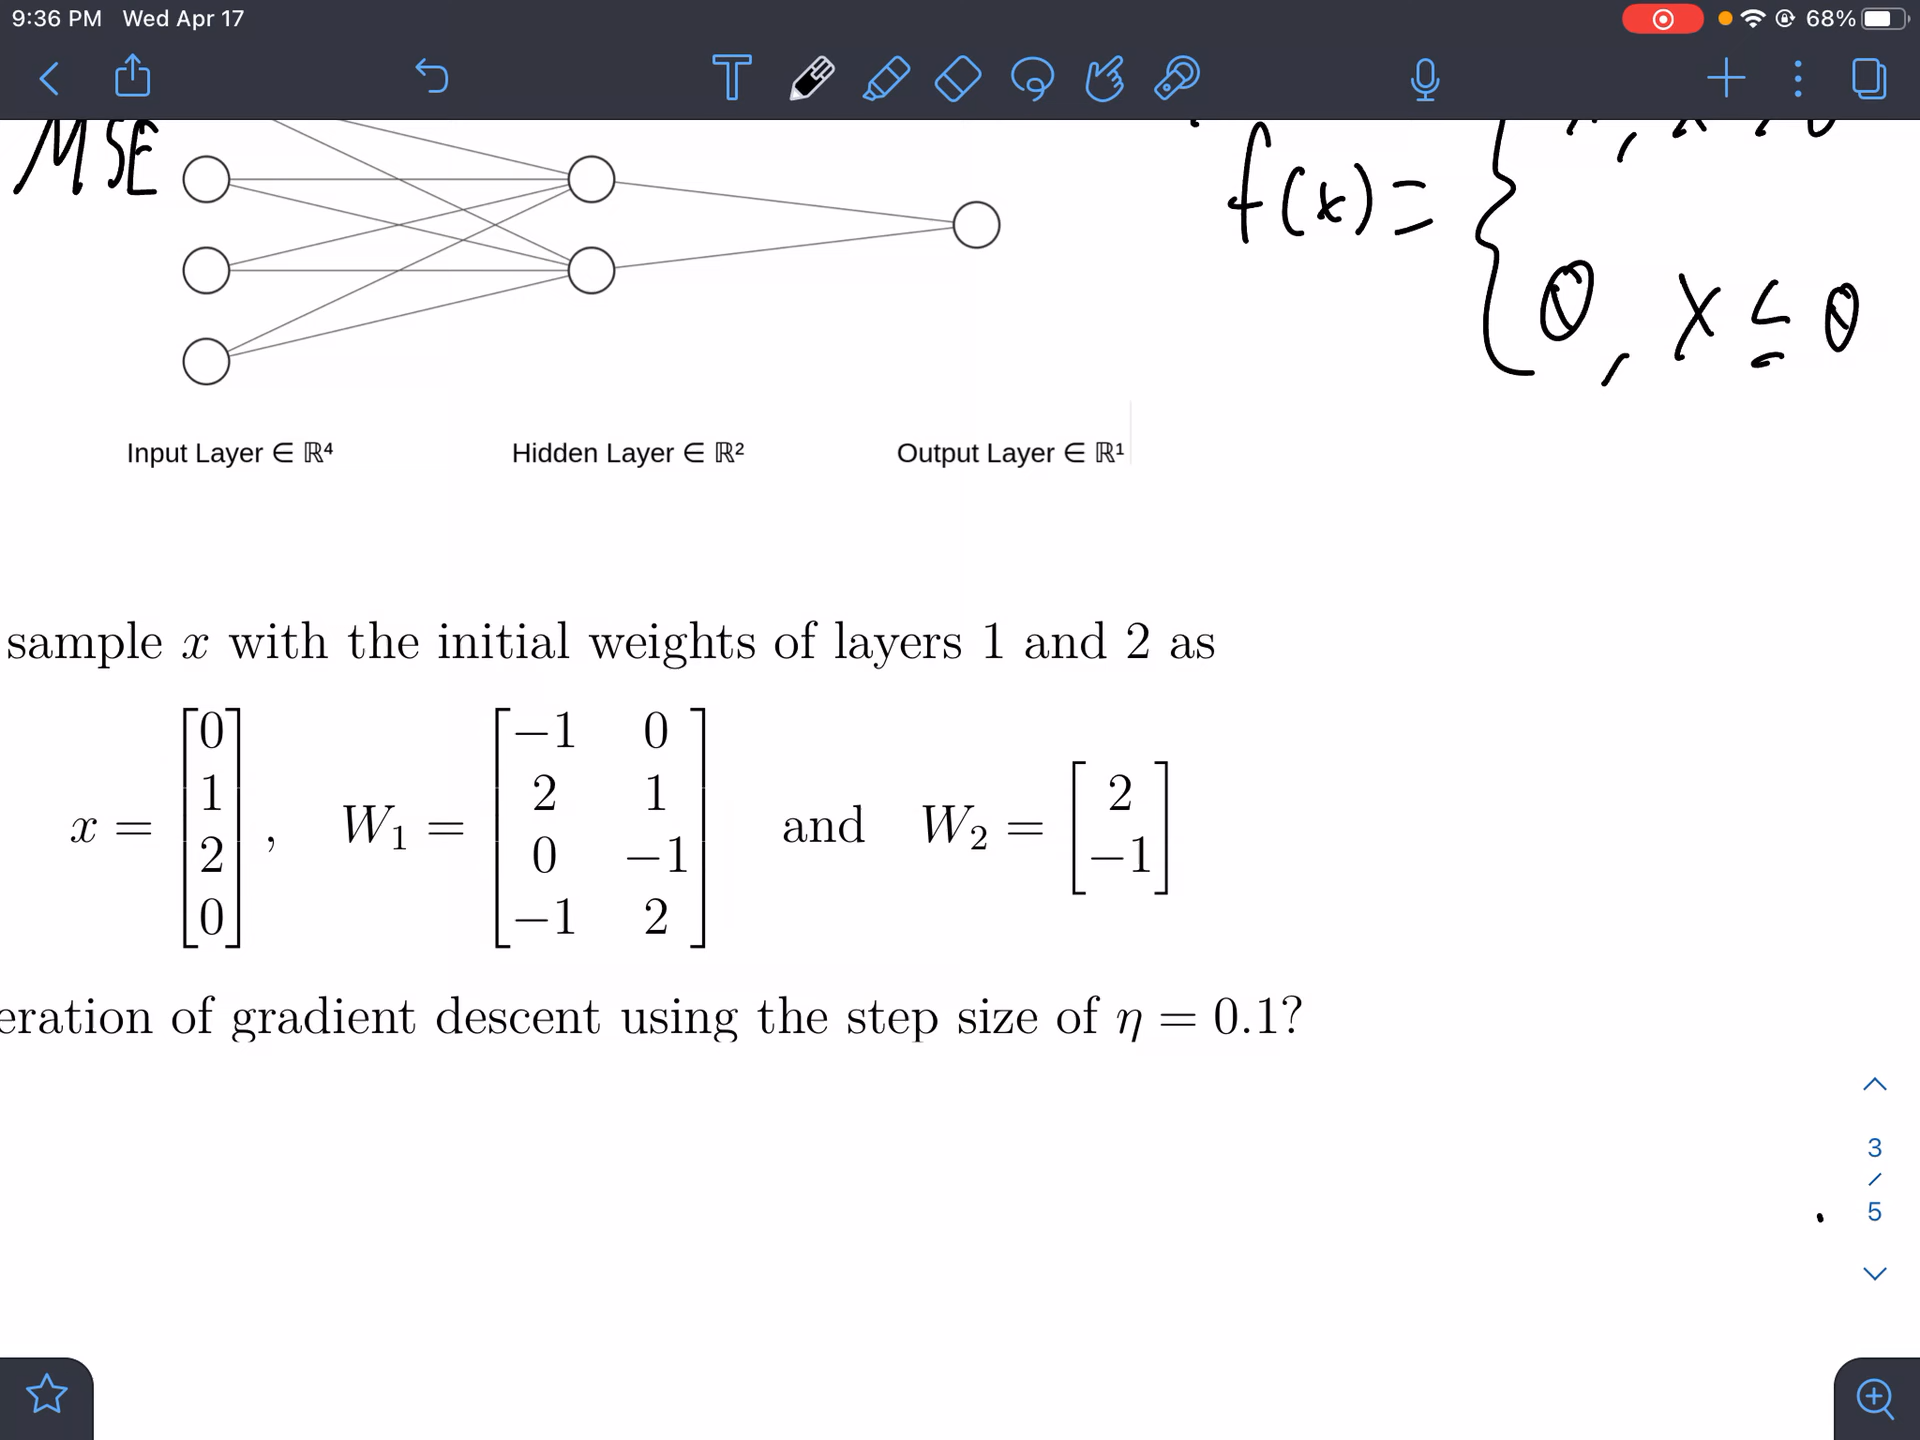 9:36 PM Wed Apr 17
68%
MSE
f(x) = {
0, x ≤ 0
Input Layer ∈ ℝ⁴
Hidden Layer ∈ ℝ²
Output Layer ∈ ℝ¹
sample x with the initial weights of layers 1 and 2 as
x = [0 1 2 0], W₁ = [−1 0 2 1 0 −1 −1 2] and W₂ = [2 −1]
eration of gradient descent using the step size of η = 0.1?
3
/
5